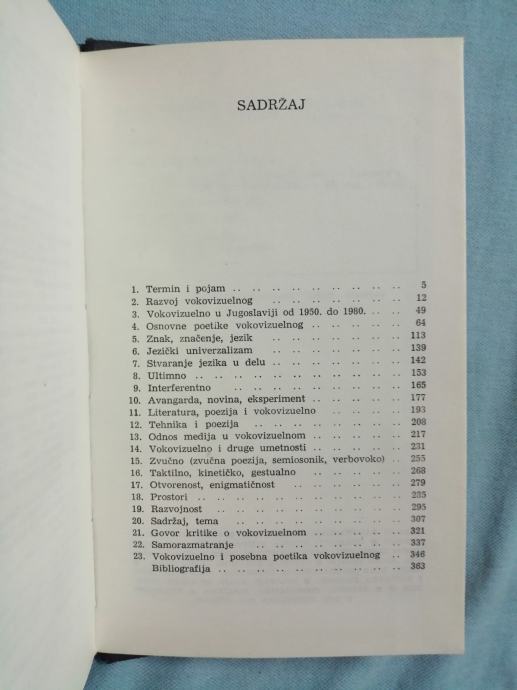 SADRŽAJ
1. Termin i pojam .. .. .. .. .. .. .. .. .. 5
2. Razvoj vokovizuelnog .. .. .. .. .. .. 12
3. Vokovizuelno u Jugoslaviji od 1950. do 1980. .. .. 49
4. Osnovne poetike vokovizuelnog .. .. .. .. .. 64
5. Znak, značenje, jezik .. .. .. .. .. .. 113
6. Jezički univerzalizam .. .. .. .. .. .. 139
7. Stvaranje jezika u delu .. .. .. .. .. .. 142
8. Ultimno .. .. .. .. .. .. .. .. .. 153
9. Interferentno .. .. .. .. .. .. .. .. 165
10. Avangarda, novina, eksperiment .. .. .. .. .. 177
11. Literatura, poezija i vokovizuelno .. .. .. .. 193
12. Tehnika i poezija .. .. .. .. .. .. .. 208
13. Odnos medija u vokovizuelnom .. .. .. .. .. 217
14. Vokovizuelno i druge umetnosti .. .. .. .. .. 231
15. Zvučno (zvučna poezija, semiosonik, verbovoko) .. 255
16. Taktilno, kinetičko, gestualno .. .. .. .. .. 268
17. Otvorenost, enigmatičnost .. .. .. .. .. .. 279
18. Prostori .. .. .. .. .. .. .. .. .. .. 285
19. Razvojnost .. .. .. .. .. .. .. .. .. 295
20. Sadržaj, tema .. .. .. .. .. .. .. .. 307
21. Govor kritike o vokovizuelnom .. .. .. .. .. 321
22. Samorazmatranje .. .. .. .. .. .. .. 337
23. Vokovizuelno i posebna poetika vokovizuelnog .. 346
Bibliografija .. .. .. .. .. .. .. .. .. 363